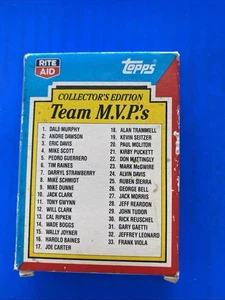 RITE
AID
Topps
COLLECTOR'S EDITION
Team M.V.P.'s
1. DALE MURPHY
2. ANDRE DAWSON
3. ERIC DAVIS
4. MIKE SCOTT
5. PEDRO GUERRERO
6. TIM RAINES
7. DARRYL STRAWBERRY
8. MIKE SCHMIDT
9. MIKE DUNNE
10. JACK CLARK
11. TONY GWYNN
12. WILL CLARK
13. CAL RIPKEN
14. WADE BOGGS
15. WALLY JOYNER
16. HAROLD BAINES
17. JOE CARTER
18. ALAN TRAMMELL
19. KEVIN SEITZER
20. PAUL MOLITOR
21. KIRBY PUCKETT
22. DON MATTINGLY
23. MARK McGWIRE
24. ALVIN DAVIS
25. RUBEN SIERRA
26. GEORGE BELL
27. JACK MORRIS
28. JEFF REARDON
29. JOHN TUDOR
30. RICK REUSCHEL
31. GARY GAETTI
32. JEFFREY LEONARD
33. FRANK VIOLA